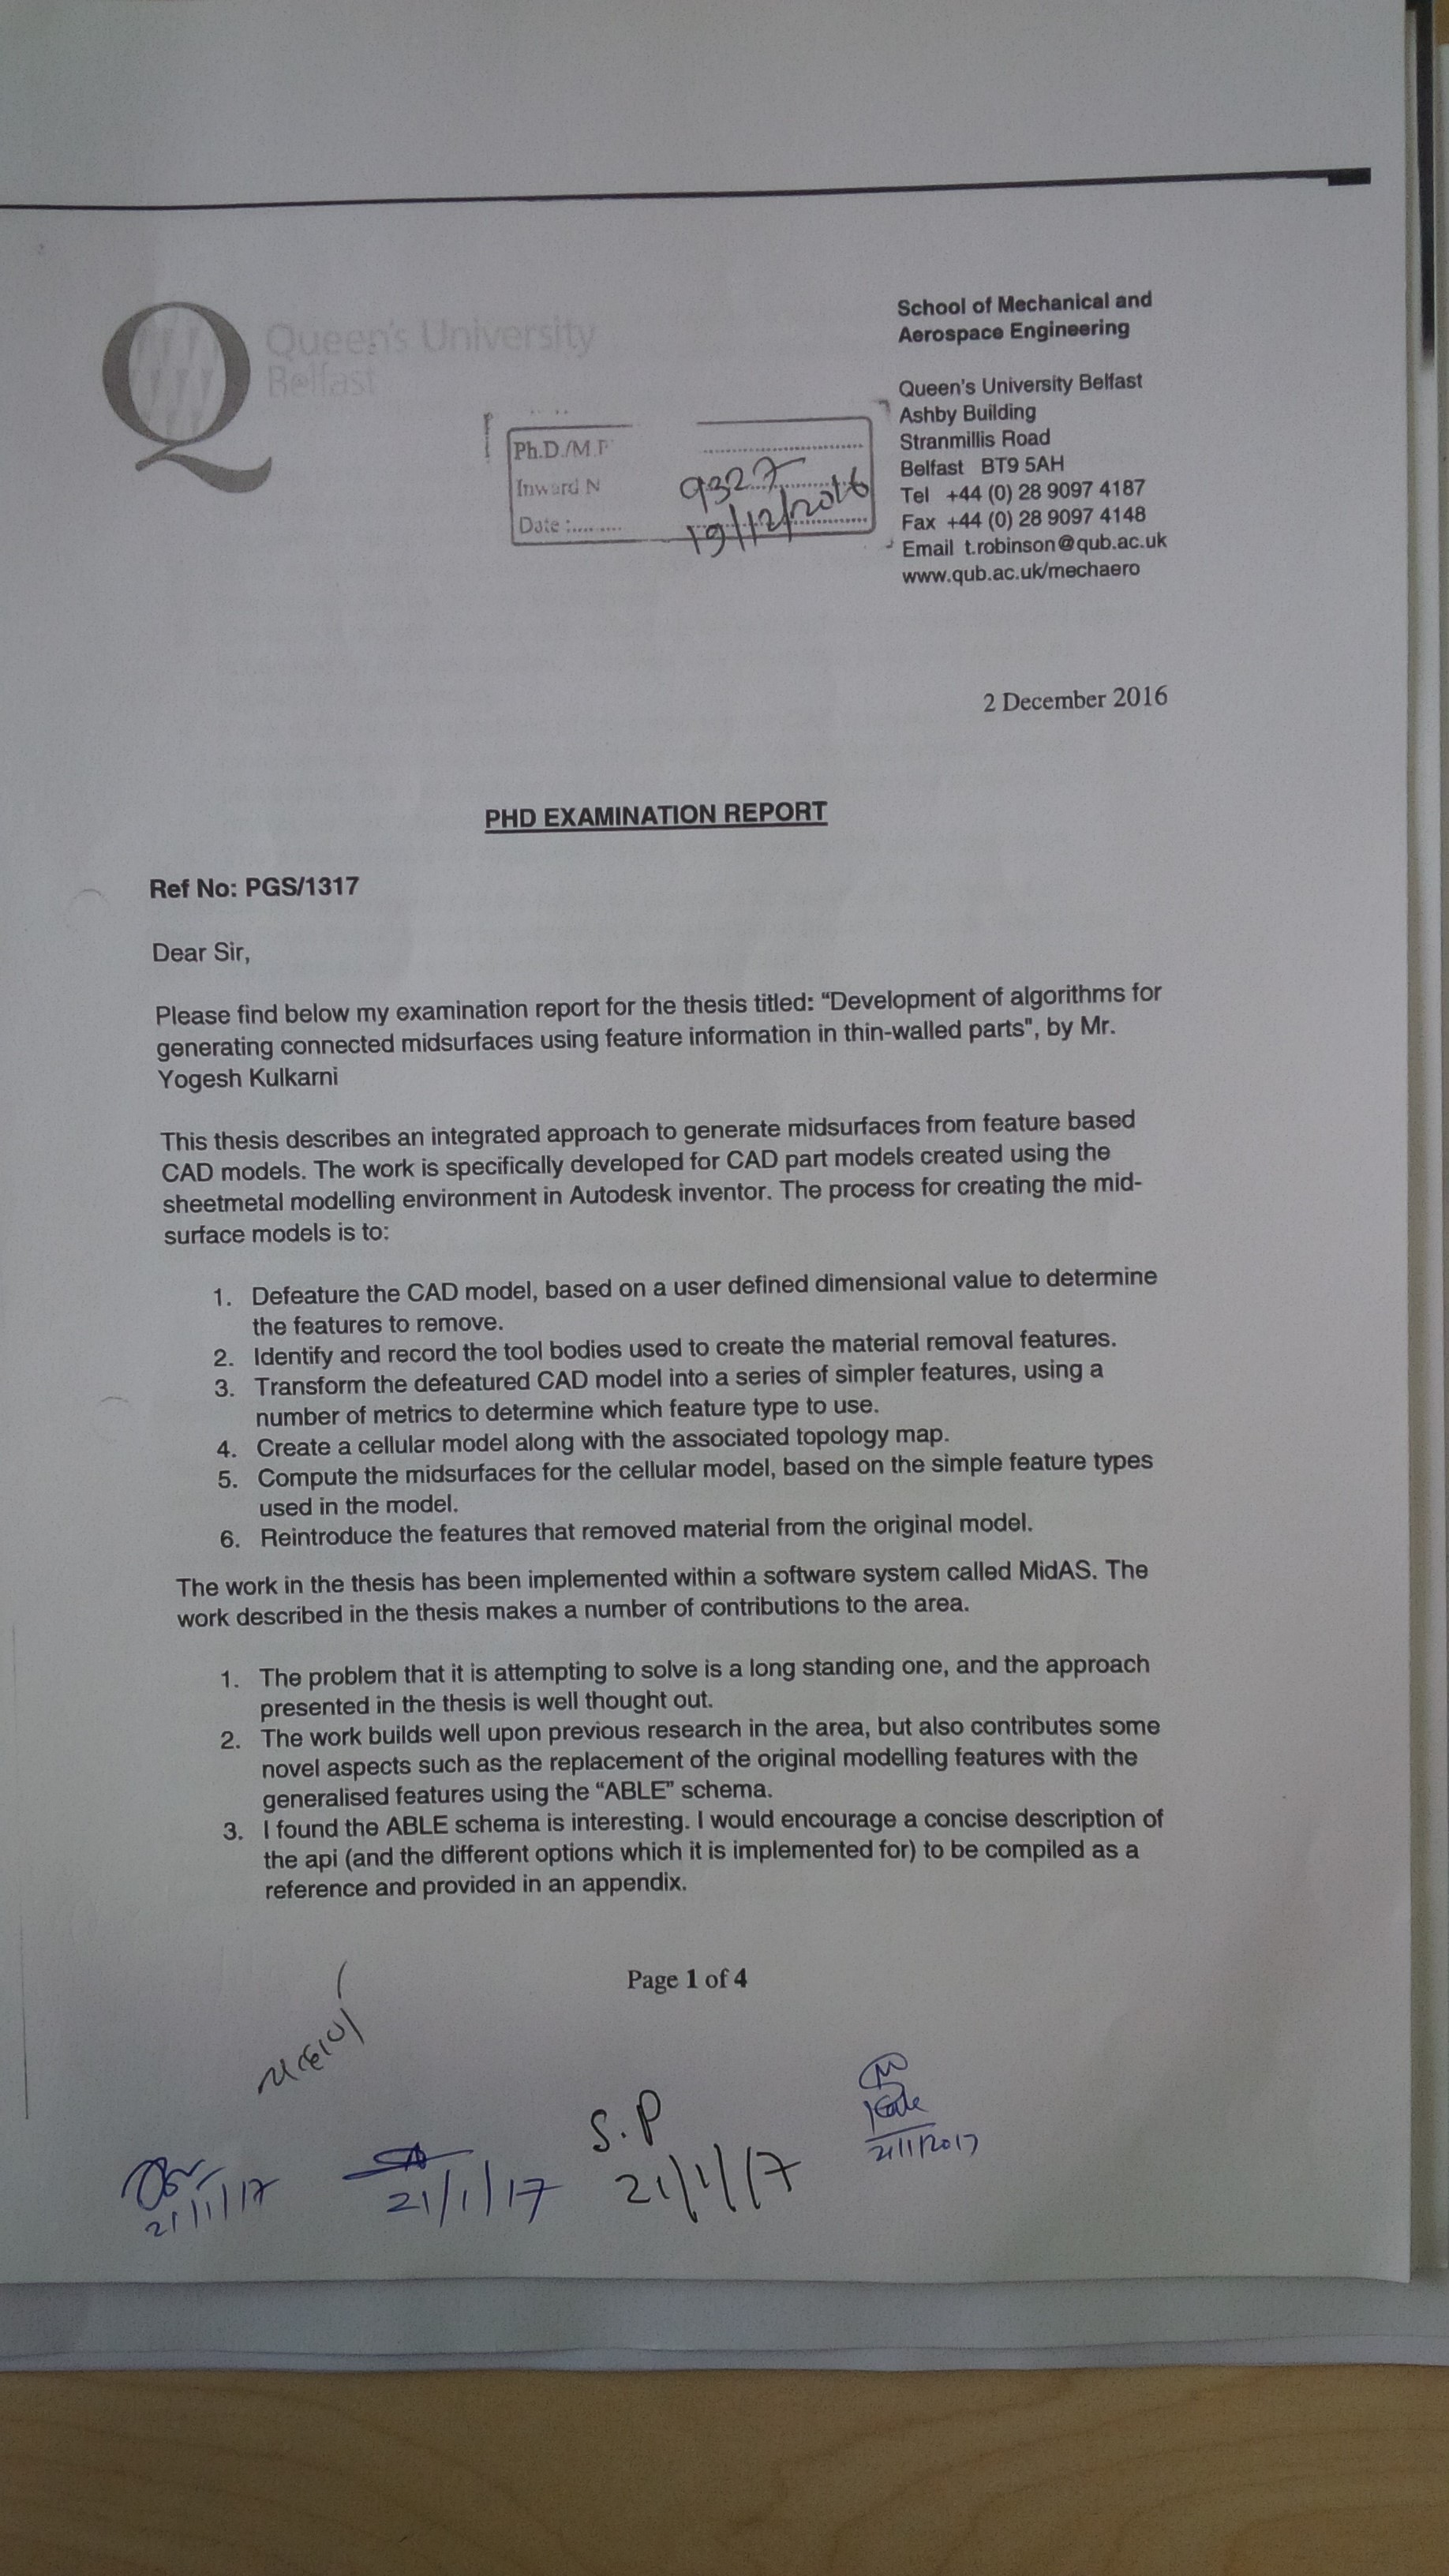 Queen's University
Belfast
School of Mechanical and
Aerospace Engineering
Queen's University Belfast
Ashby Building
Stranmillis Road
Belfast BT9 5AH
Tel +44 (0) 28 9097 4187
Fax +44 (0) 28 9097 4148
Email t.robinson@qub.ac.uk
www.qub.ac.uk/mechaero
Ph.D./M.P
Inward N 9327
Date :......... 19/12/2016
2 December 2016
PHD EXAMINATION REPORT
Ref No: PGS/1317
Dear Sir,
Please find below my examination report for the thesis titled: “Development of algorithms for
generating connected midsurfaces using feature information in thin-walled parts", by Mr.
Yogesh Kulkarni
This thesis describes an integrated approach to generate midsurfaces from feature based
CAD models. The work is specifically developed for CAD part models created using the
sheetmetal modelling environment in Autodesk inventor. The process for creating the mid-
surface models is to:
1. Defeature the CAD model, based on a user defined dimensional value to determine
the features to remove.
2. Identify and record the tool bodies used to create the material removal features.
3. Transform the defeatured CAD model into a series of simpler features, using a
number of metrics to determine which feature type to use.
4. Create a cellular model along with the associated topology map.
5. Compute the midsurfaces for the cellular model, based on the simple feature types
used in the model.
6. Reintroduce the features that removed material from the original model.
The work in the thesis has been implemented within a software system called MidAS. The
work described in the thesis makes a number of contributions to the area.
1. The problem that it is attempting to solve is a long standing one, and the approach
presented in the thesis is well thought out.
2. The work builds well upon previous research in the area, but also contributes some
novel aspects such as the replacement of the original modelling features with the
generalised features using the “ABLE” schema.
3. I found the ABLE schema is interesting. I would encourage a concise description of
the api (and the different options which it is implemented for) to be compiled as a
reference and provided in an appendix.
Page 1 of 4
S.P
21/1/17
21/1/17
21/1/17
21/1/2017